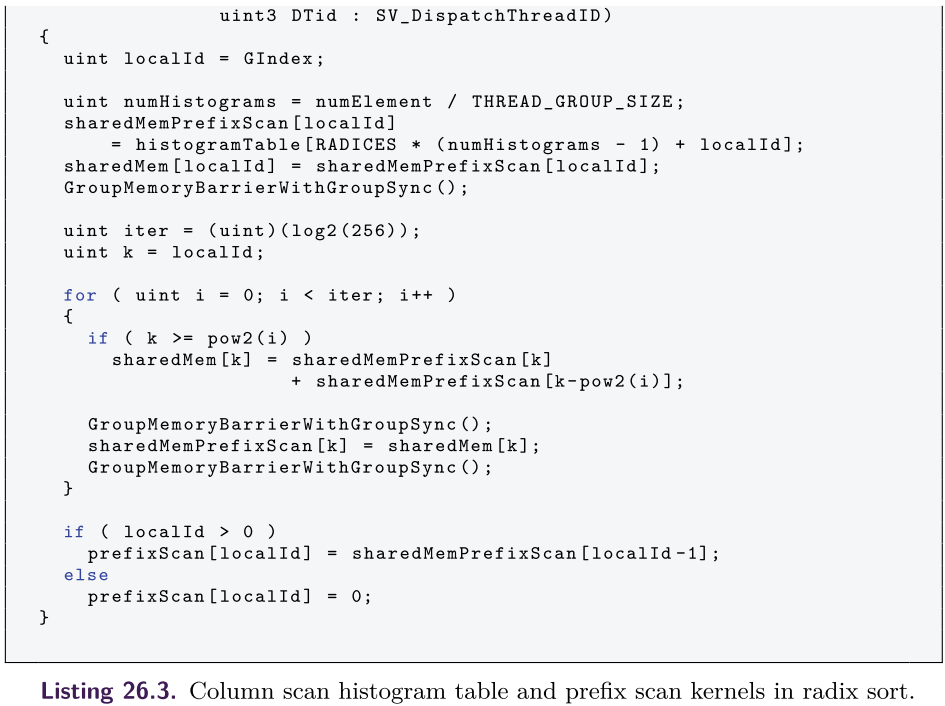 uint3 DTid : SV_DispatchThreadID)
{
uint localId = GIndex;
uint numHistograms = numElement / THREAD_GROUP_SIZE;
sharedMemPrefixScan[localId]
= histogramTable[RADICES * (numHistograms - 1) + localId];
sharedMem[localId] = sharedMemPrefixScan[localId];
GroupMemoryBarrierWithGroupSync();
uint iter = (uint)(log2(256));
uint k = localId;
for ( uint i = 0; i < iter; i++ )
{
if ( k >= pow2(i) )
sharedMem[k] = sharedMemPrefixScan[k]
+ sharedMemPrefixScan[k-pow2(i)];
GroupMemoryBarrierWithGroupSync();
sharedMemPrefixScan[k] = sharedMem[k];
GroupMemoryBarrierWithGroupSync();
}
if ( localId > 0 )
prefixScan[localId] = sharedMemPrefixScan[localId-1];
else
prefixScan[localId] = 0;
}
Listing 26.3. Column scan histogram table and prefix scan kernels in radix sort.